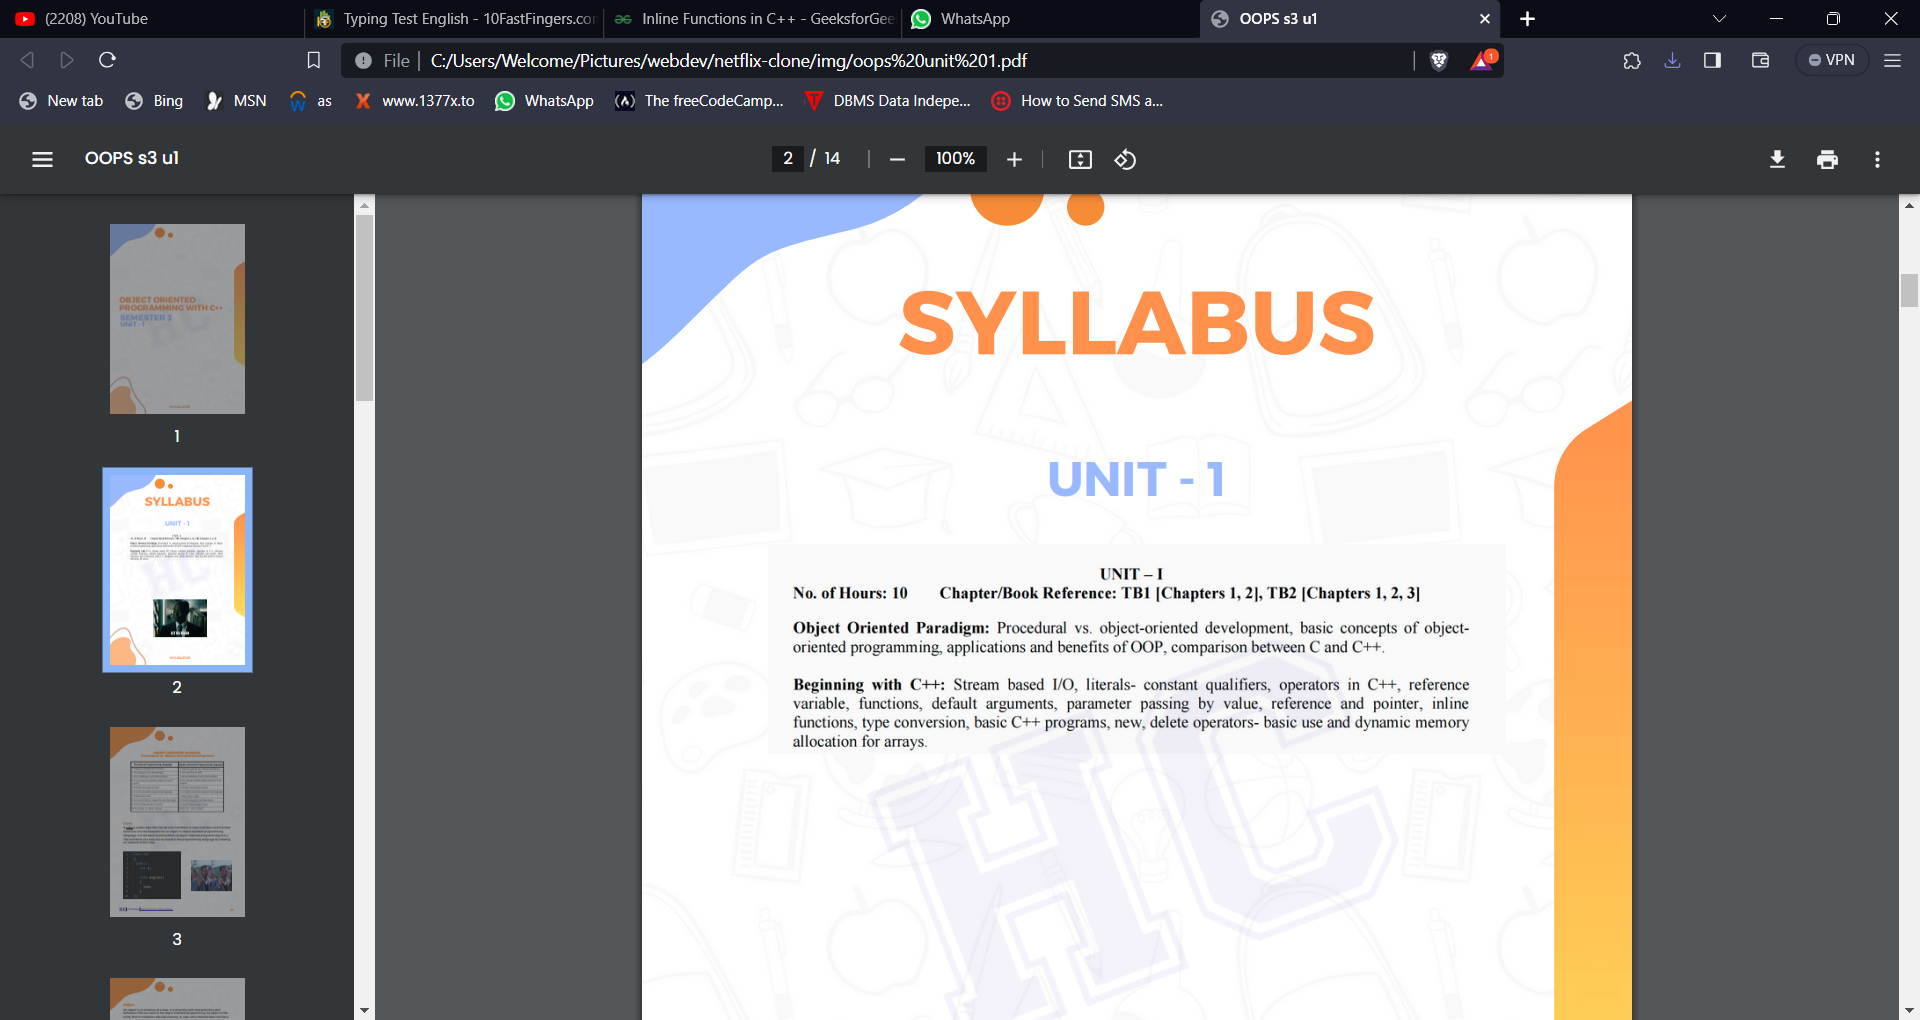 (2208) YouTube
Typing Test English - 10FastFingers.co
Inline Functions in C++ - GeeksforGee
WhatsApp
OOPS s3 u1
File
C:/Users/Welcome/Pictures/webdev/netflix-clone/img/oops%20unit%201.pdf
1
VPN
New tab
Bing
MSN
as
www.1377x.to
WhatsApp
The freeCodeCamp...
DBMS Data Indepe...
How to Send SMS a...
OOPS s3 u1
2 / 14
100%
OBJECT ORIENTED
PROGRAMMING WITH C++
SEMESTER 3
UNIT - 1
1
SYLLABUS
UNIT - 1
2
3
SYLLABUS
UNIT - 1
UNIT – I
No. of Hours: 10 Chapter/Book Reference: TB1 [Chapters 1, 2], TB2 [Chapters 1, 2, 3]
Object Oriented Paradigm: Procedural vs. object-oriented development, basic concepts of object-
oriented programming, applications and benefits of OOP, comparison between C and C++.
Beginning with C++: Stream based I/O, literals- constant qualifiers, operators in C++, reference
variable, functions, default arguments, parameter passing by value, reference and pointer, inline
functions, type conversion, basic C++ programs, new, delete operators- basic use and dynamic memory
allocation for arrays.
HC